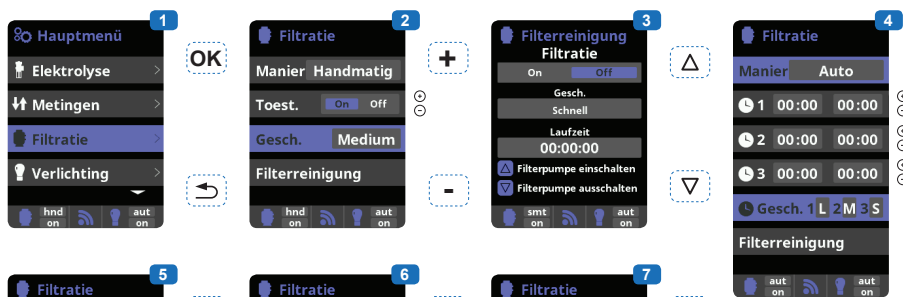 1
Hauptmenü
Elektrolyse
Metingen
Filtratie
Verlichting
hnd
on
aut
on
OK
2
Filtratie
Manier Handmatig
Toest. On Off
Gesch. Medium
Filterreinigung
hnd
on
aut
on
+
-
3
Filterreinigung
Filtratie
On Off
Gesch.
Schnell
Laufzeit
00:00:00
Filterpumpe einschalten
Filterpumpe ausschalten
smt
on
aut
on
4
Filtratie
Manier Auto
1 00:00 00:00
2 00:00 00:00
3 00:00 00:00
Gesch. 1 L 2 M 3 S
Filterreinigung
aut
on
aut
on
5
Filtratie
6
Filtratie
7
Filtratie